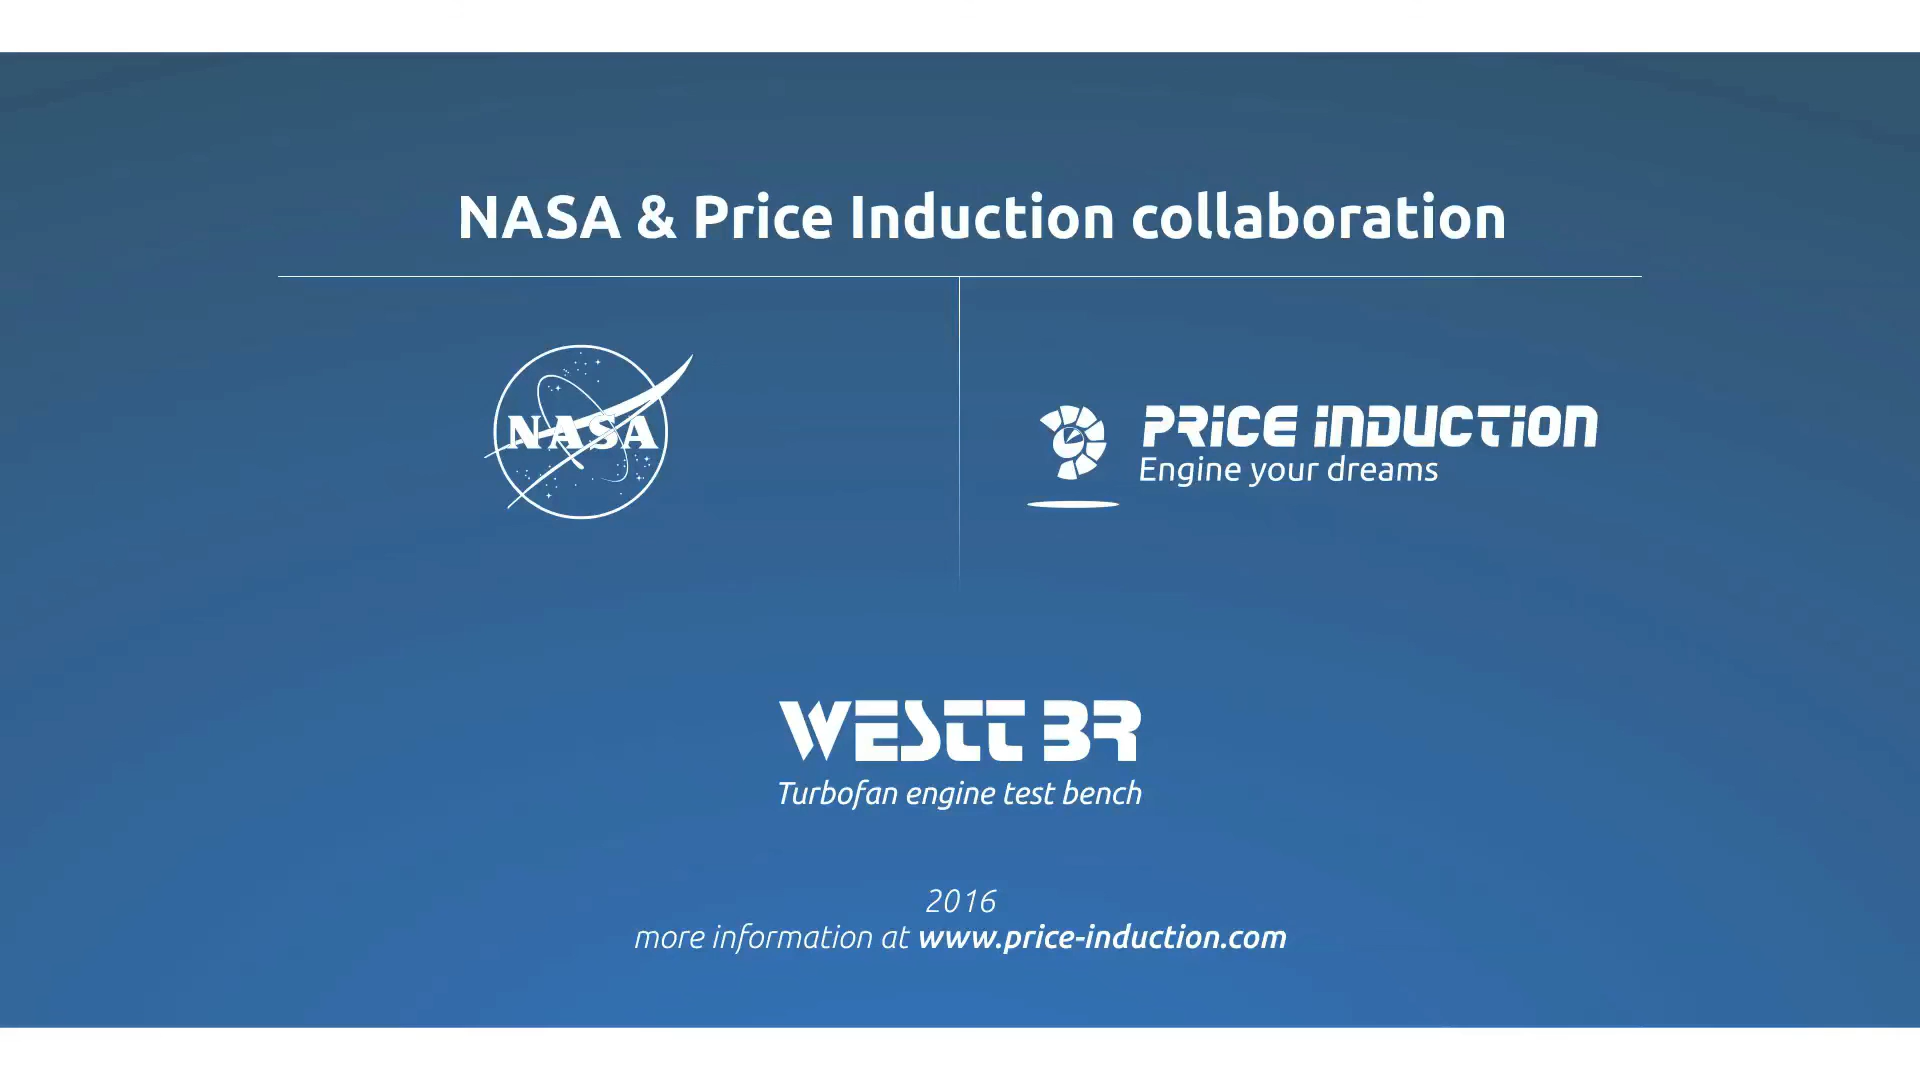 NASA & Price Induction collaboration
NASA
PRICE INDUCTION
Engine your dreams
WESTT BR
Turbofan engine test bench
2016
more information at www.price-induction.com